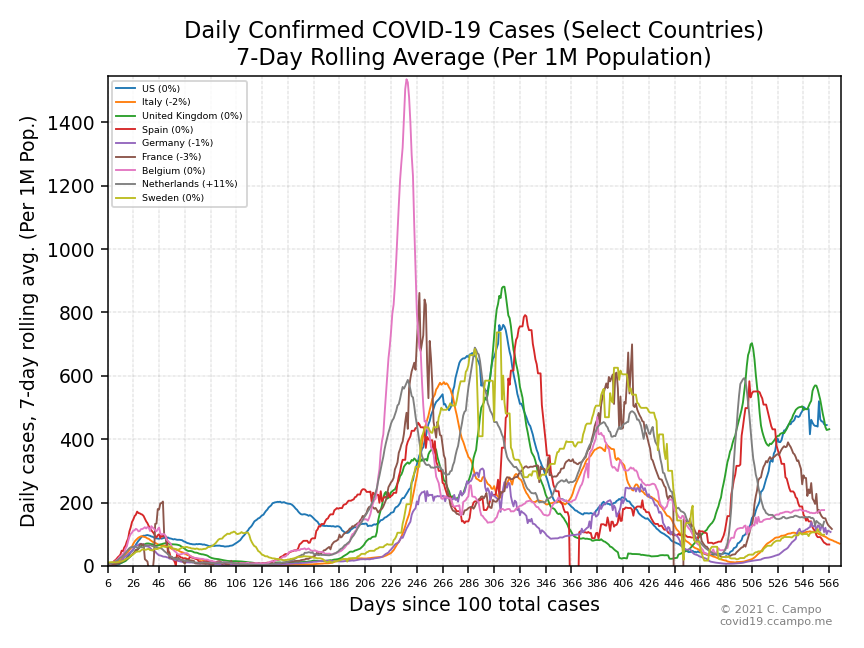 Daily Confirmed COVID-19 Cases (Select Countries)
7-Day Rolling Average (Per 1M Population)
Daily cases, 7-day rolling avg. (Per 1M Pop.)
1400
1200
1000
800
600
400
200
0
US (0%)
Italy (-2%)
United Kingdom (0%)
Spain (0%)
Germany (-1%)
France (-3%)
Belgium (0%)
Netherlands (+11%)
Sweden (0%)
6 26 46 66 86 106 126 146 166 186 206 226 246 266 286 306 326 346 366 386 406 426 446 466 486 506 526 546 566
Days since 100 total cases
© 2021 C. Campo
covid19.ccampo.me